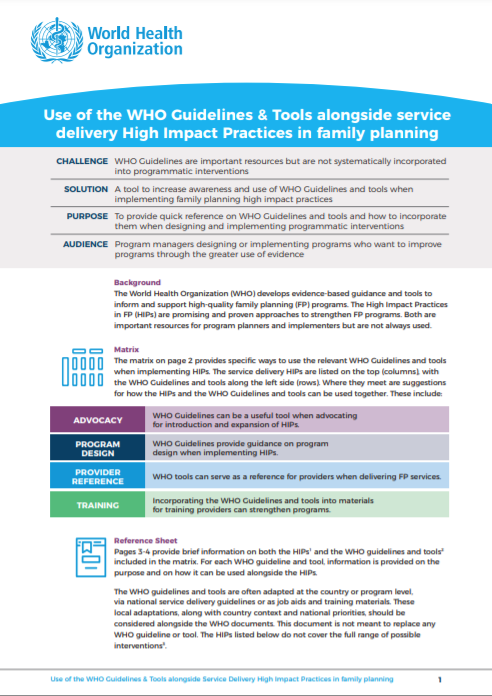 World Health
Organization
Use of the WHO Guidelines & Tools alongside service
delivery High Impact Practices in family planning
CHALLENGE WHO Guidelines are important resources but are not systematically incorporated
into programmatic interventions
SOLUTION A tool to increase awareness and use of WHO Guidelines and tools when
implementing family planning high impact practices
PURPOSE To provide quick reference on WHO Guidelines and tools and how to incorporate
them when designing and implementing programmatic interventions
AUDIENCE Program managers designing or implementing programs who want to improve
programs through the greater use of evidence
Background
The World Health Organization (WHO) develops evidence-based guidance and tools to
inform and support high-quality family planning (FP) programs. The High Impact Practices
in FP (HIPs) are promising and proven approaches to strengthen FP programs. Both are
important resources for program planners and implementers but are not always used.
Matrix
The matrix on page 2 provides specific ways to use the relevant WHO Guidelines and tools
when implementing HIPs. The service delivery HIPs are listed on the top (columns), with
the WHO Guidelines and tools along the left side (rows). Where they meet are suggestions
for how the HIPs and the WHO Guidelines and tools can be used together. These include:
ADVOCACY WHO Guidelines can be a useful tool when advocating
for introduction and expansion of HIPs.
PROGRAM
DESIGN WHO Guidelines provide guidance on program
design when implementing HIPs.
PROVIDER
REFERENCE WHO tools can serve as a reference for providers when delivering FP services.
TRAINING Incorporating the WHO Guidelines and tools into materials
for training providers can strengthen programs.
Reference Sheet
Pages 3-4 provide brief information on both the HIPs¹ and the WHO guidelines and tools²
included in the matrix. For each WHO guideline and tool, information is provided on the
purpose and on how it can be used alongside the HIPs.
The WHO guidelines and tools are often adapted at the country or program level,
via national service delivery guidelines or as job aids and training materials. These
local adaptations, along with country context and national priorities, should be
considered alongside the WHO documents. This document is not meant to replace any
WHO guideline or tool. The HIPs listed below do not cover the full range of possible
interventions³.
Use of the WHO Guidelines & Tools alongside Service Delivery High Impact Practices in family planning 1